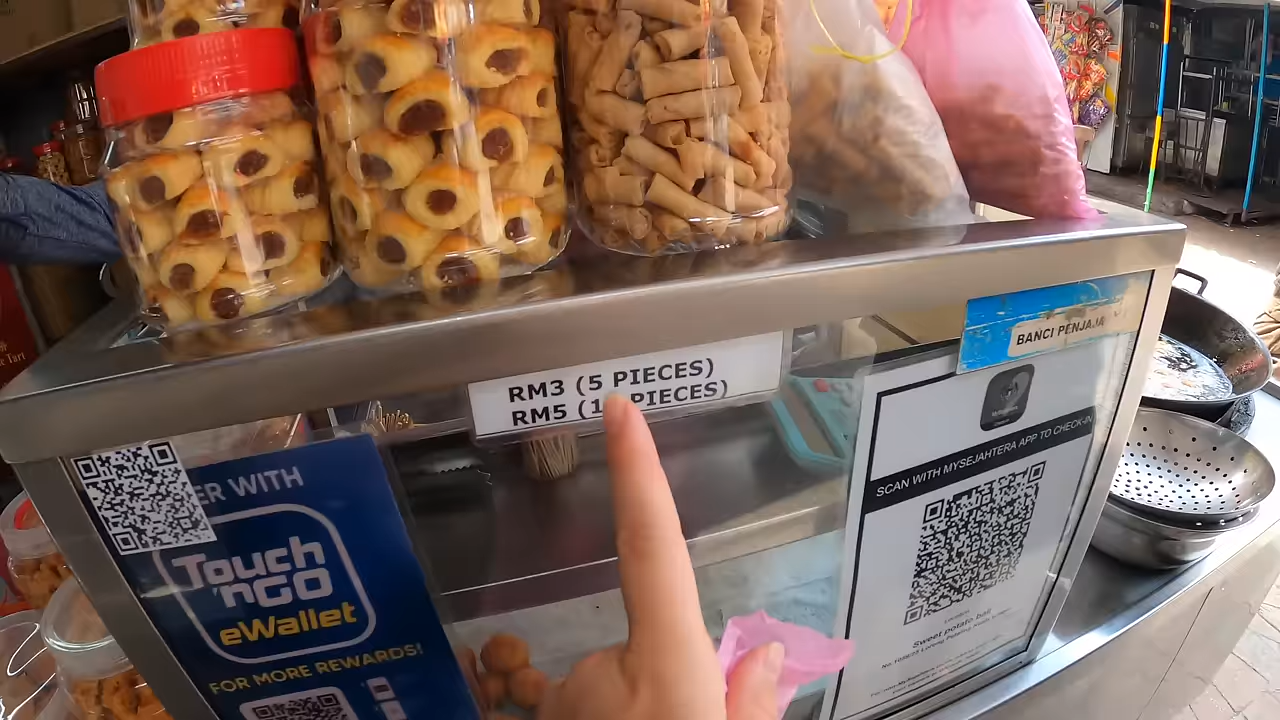 RM3 (5 PIECES)
RM5 (1 PIECES)
BANCI PENJAJA
SCAN WITH MYSEJAHTERA APP TO CHECK-IN
Sweet potato ball
ER WITH
Touch
'nGO
eWallet
FOR MORE REWARDS!